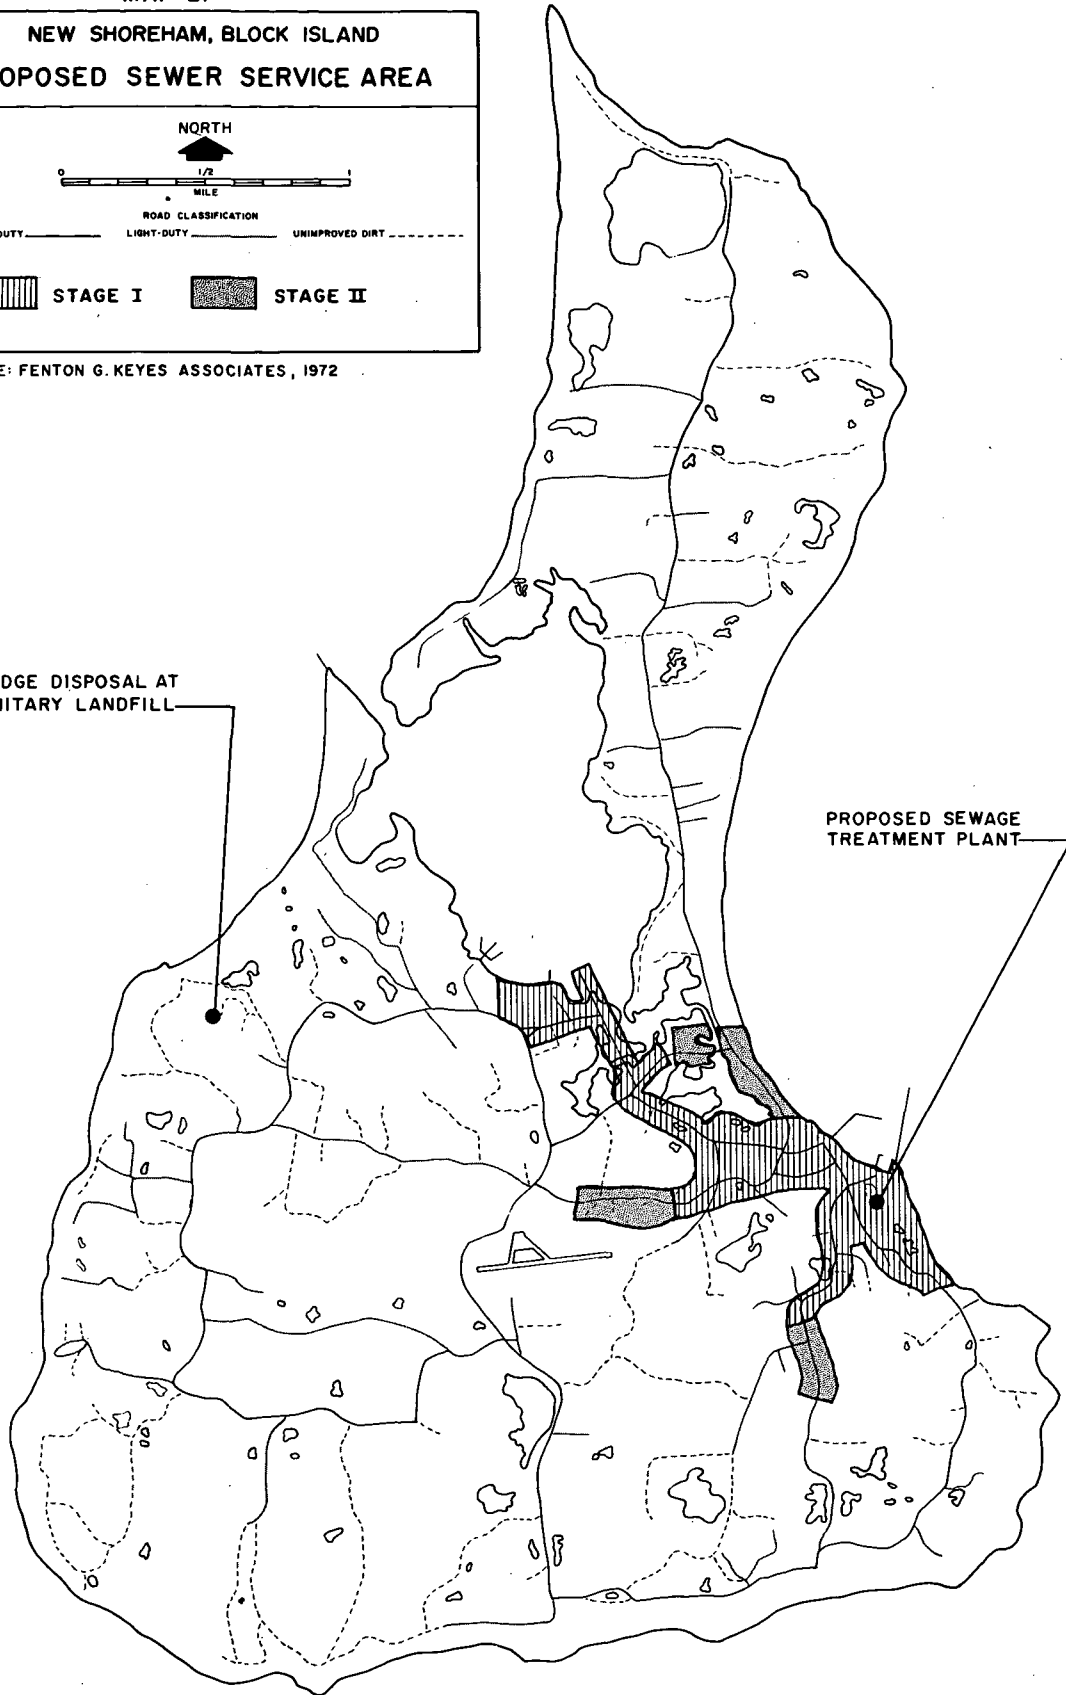 NEW SHOREHAM, BLOCK ISLAND
OPOSED SEWER SERVICE AREA
NORTH
0 1/2 1
MILE
ROAD CLASSIFICATION
DUTY LIGHT-DUTY UNIMPROVED DIRT
STAGE I STAGE II
E: FENTON G. KEYES ASSOCIATES, 1972
DGE DISPOSAL AT
NITARY LANDFILL
PROPOSED SEWAGE
TREATMENT PLANT